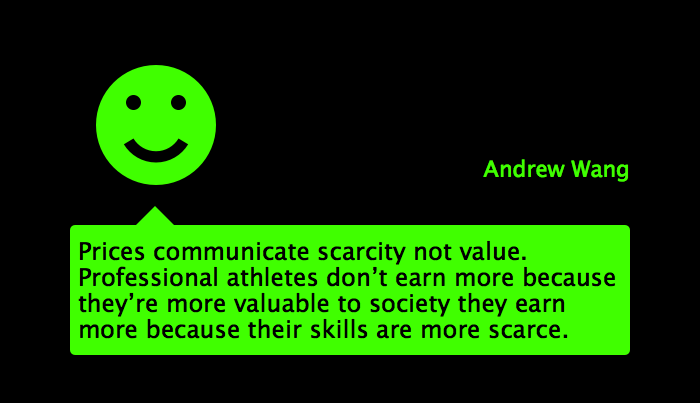 Andrew Wang
Prices communicate scarcity not value.
Professional athletes don’t earn more because
they’re more valuable to society they earn
more because their skills are more scarce.